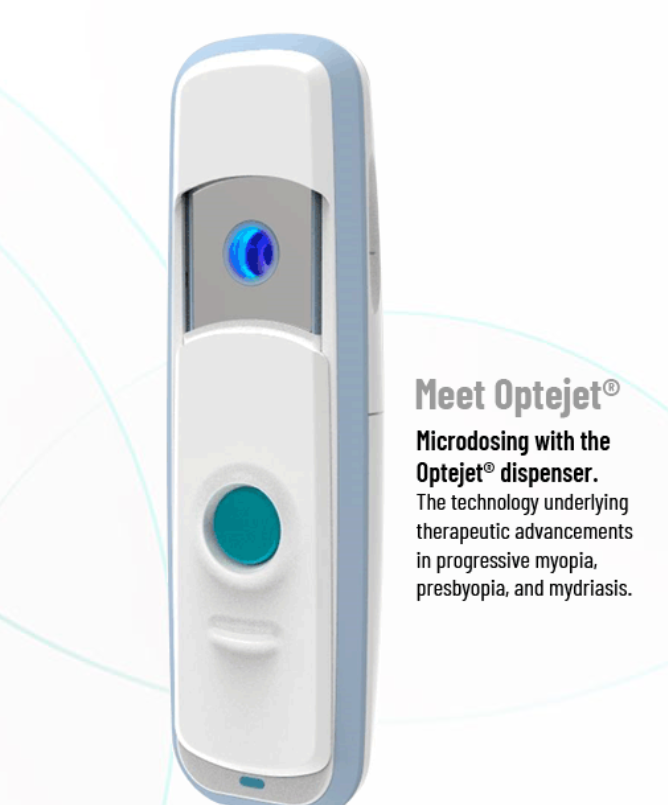 Meet Optejet®
Microdosing with the
Optejet® dispenser.
The technology underlying
therapeutic advancements
in progressive myopia,
presbyopia, and mydriasis.